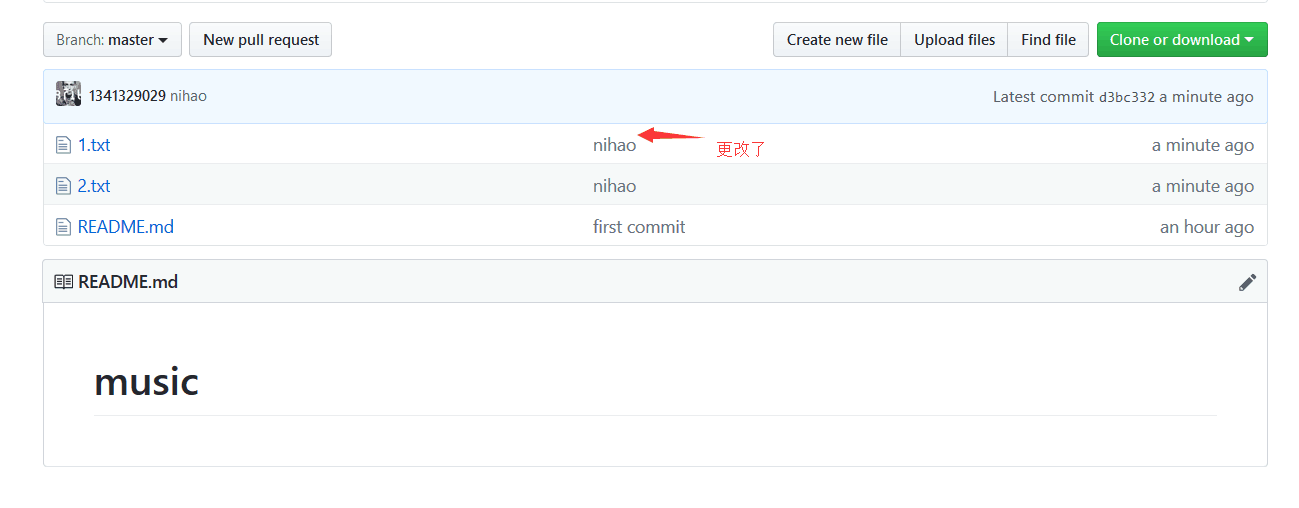 Branch: master New pull request Create new file Upload files Find file Clone or download
1341329029 nihao Latest commit d3bc332 a minute ago
1.txt nihao a minute ago
更改了
2.txt nihao a minute ago
README.md first commit an hour ago
README.md
music